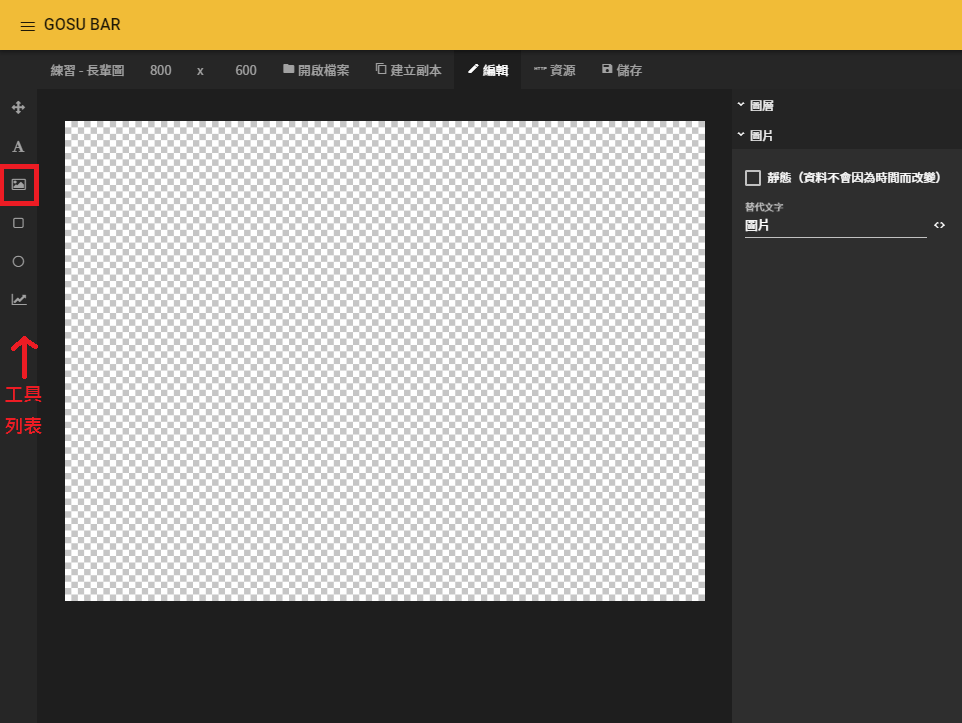 GOSU BAR
練習 - 長輩圖 800 x 600 開啟檔案 建立副本 編輯 HTTP 資源 儲存
圖層
圖片
A
靜態（資料不會因為時間而改變）
替代文字
圖片
工具
列表